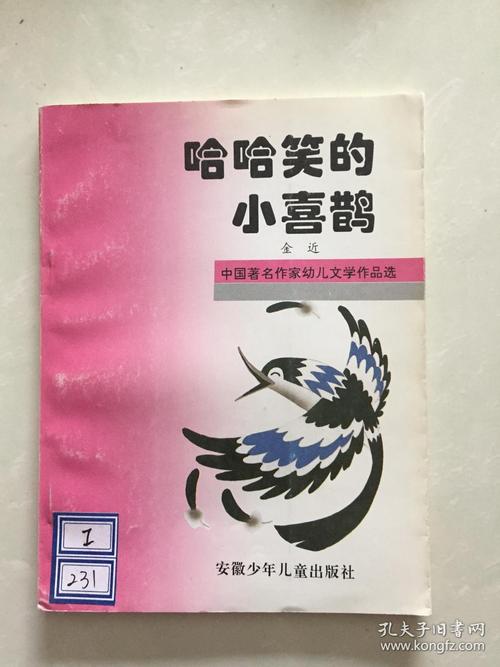 哈哈笑的
小喜鹊
金近
中国著名作家幼儿文学作品选
安徽少年儿童出版社
I
231
孔夫子旧书网
www.kongfz.com